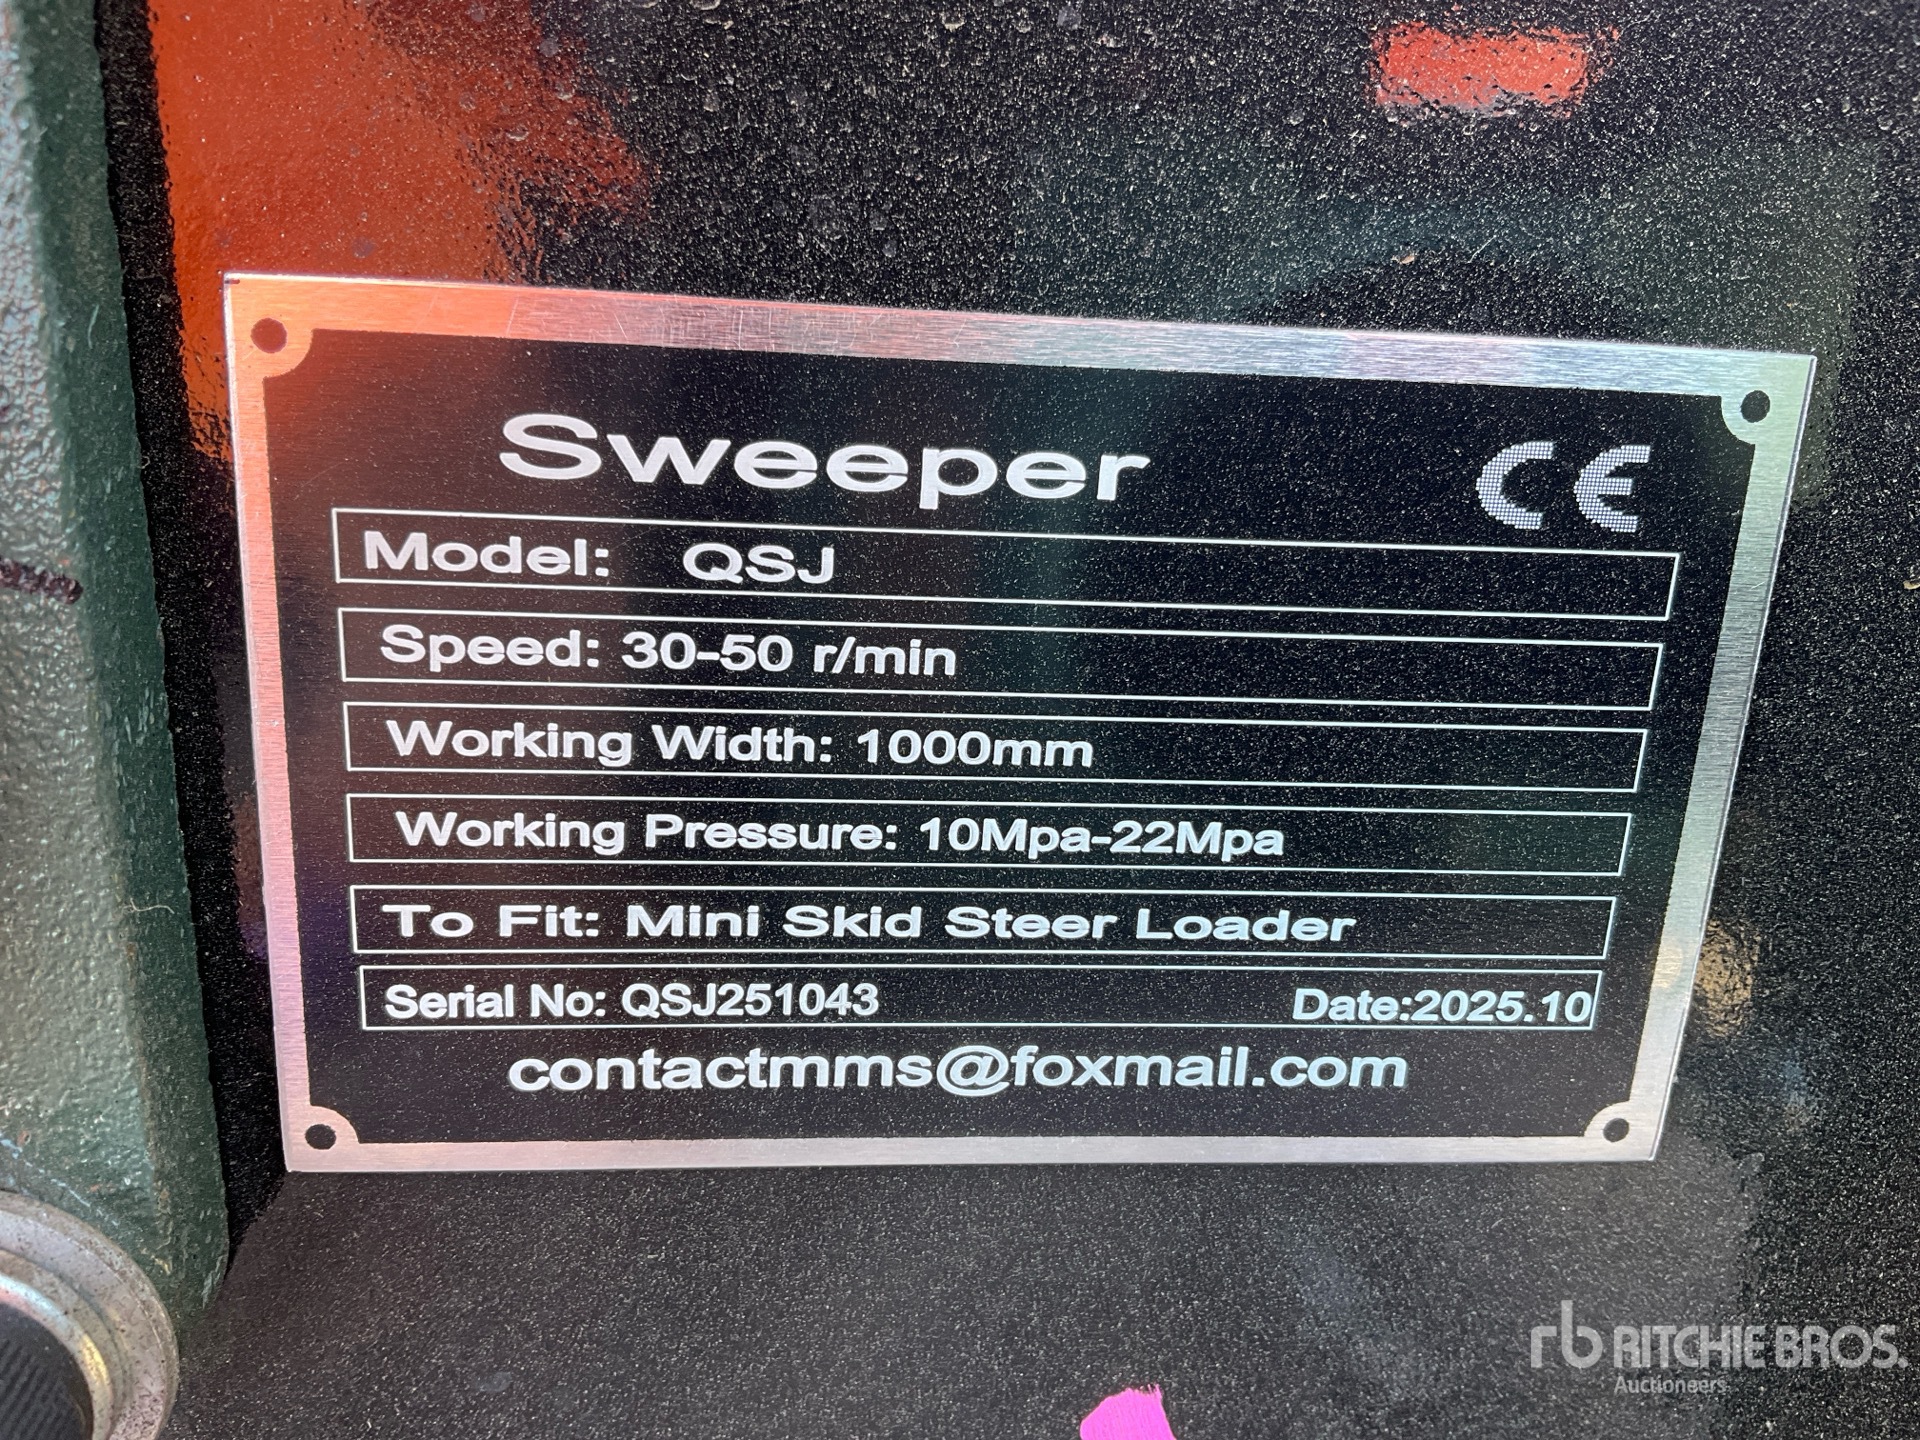 Sweeper CE
Model: QSJ
Speed: 30-50 r/min
Working Width: 1000mm
Working Pressure: 10Mpa-22Mpa
To Fit: Mini Skid Steer Loader
Serial No: QSJ251043 Date:2025.10
contactmms@foxmail.com
rb RITCHIE BROS.
Auctioneers